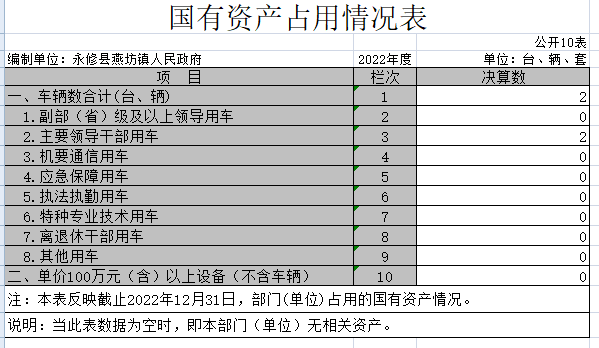 国有资产占用情况表
公开10表
编制单位：永修县燕坊镇人民政府 2022年度 单位：台、辆、套
项 目 栏次 决算数
一、车辆数合计(台、辆) 1 2
1.副部（省）级及以上领导用车 2 0
2.主要领导干部用车 3 2
3.机要通信用车 4 0
4.应急保障用车 5 0
5.执法执勤用车 6 0
6.特种专业技术用车 7 0
7.离退休干部用车 8 0
8.其他用车 9 0
二、单价100万元（含）以上设备（不含车辆） 10 0
注：本表反映截止2022年12月31日，部门(单位)占用的国有资产情况。
说明：当此表数据为空时，即本部门（单位）无相关资产。